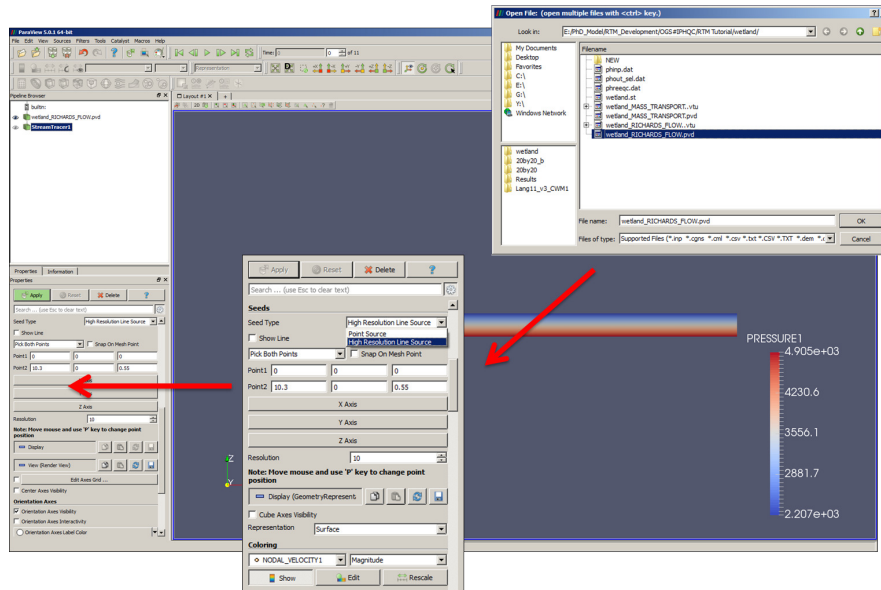 ParaView 5.0.1 64-bit
File Edit View Sources Filters Tools Catalyst Macros Help
Time: 0 0 of 11
Representation
Pipeline Browser
builtin:
wetland_RICHARDS_FLOW.pvd
StreamTracer1
Layout #1
Properties Information
Properties
Apply Reset Delete ?
Search ... (use Esc to clear text)
Seed Type High Resolution Line Source
Show Line
Pick Both Points Snap On Mesh Point
Point1 0 0 0
Point2 10.3 0 0.55
Z Axis
Resolution 10
Note: Move mouse and use 'P' key to change point
position
Display
View (Render View)
Edit Axes Grid ...
Center Axes Visibility
Orientation Axes
Orientation Axes Visibility
Orientation Axes Interactivity
Orientation Axes Label Color
Apply Reset Delete ?
Search ... (use Esc to clear text)
Seeds
Seed Type High Resolution Line Source
Point Source
Show Line High Resolution Line Source
Pick Both Points Snap On Mesh Point
Point1 0 0 0
Point2 10.3 0 0.55
X Axis
Y Axis
Z Axis
Resolution 10
Note: Move mouse and use 'P' key to change point
position
Display (GeometryRepresent
Cube Axes Visibility
Representation Surface
Coloring
NODAL_VELOCITY1 Magnitude
Show Edit Rescale
Z
Y
Open File: (open multiple files with <ctrl> key.) ?
Look in: E:/PhD_Model/RTM_Development/OGS#IPHQC/RTM Tutorial/wetland/
My Documents
Desktop
Favorites
C:\
E:\
G:\
Y:\
Windows Network
wetland
20by20_b
20by20
Results
Lang11_v3_CWM1
Filename
NEW
phinp.dat
phout_sel.dat
phreeqc.dat
wetland.st
wetland_MASS_TRANSPORT..vtu
wetland_MASS_TRANSPORT.pvd
wetland_RICHARDS_FLOW..vtu
wetland_RICHARDS_FLOW.pvd
File name: wetland_RICHARDS_FLOW.pvd OK
Files of type: Supported Files (*.inp *.cgns *.cml *.csv *.txt *.CSV *.TXT *.dem Cancel
PRESSURE1
4.905e+03
4230.6
3556.1
2881.7
2.207e+03